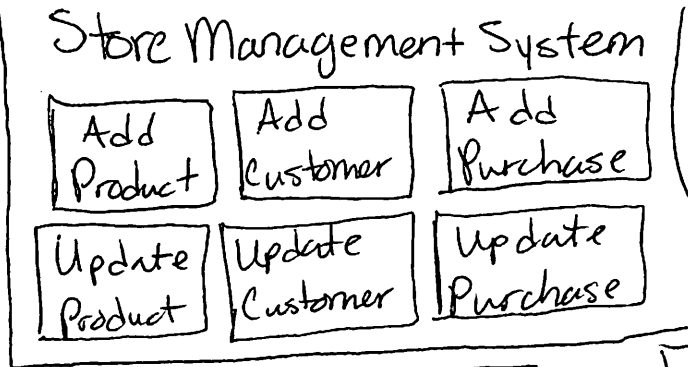 Store Management System
Add
Product
Add
Customer
Add
Purchase
Update
Product
Update
Customer
Update
Purchase